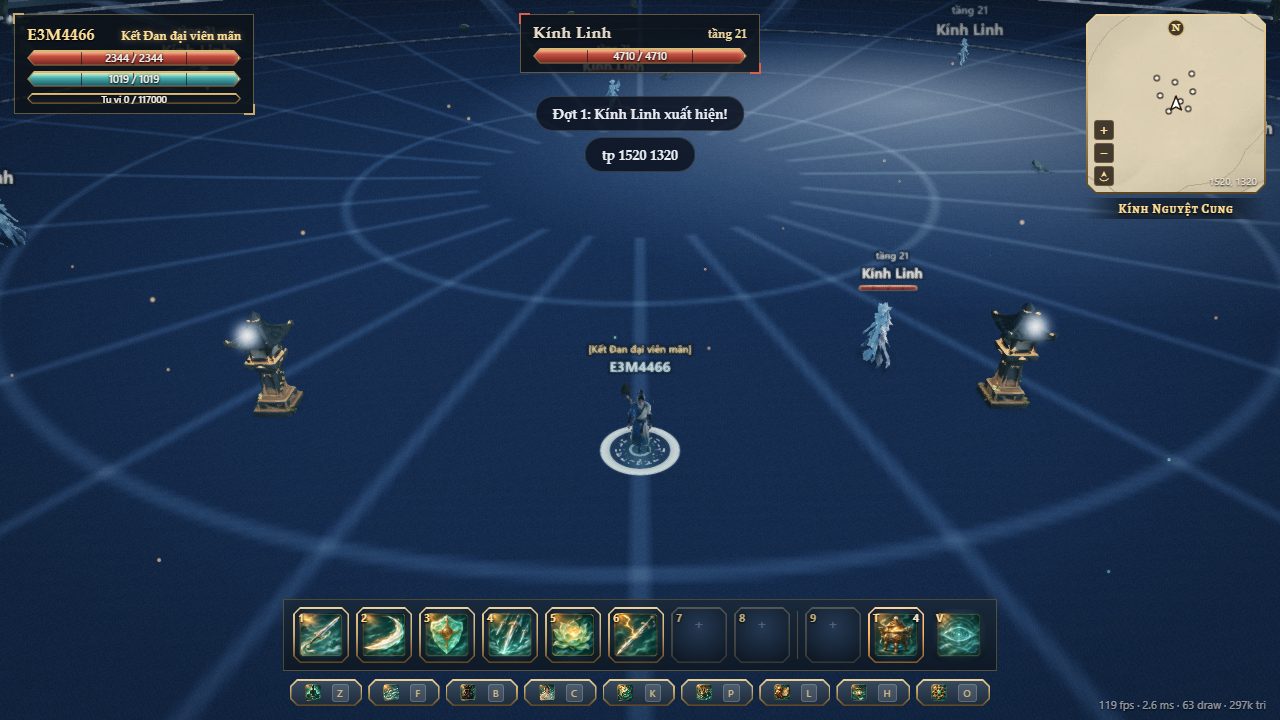 E3M4466
Kết Đan đại viên mãn
2344 / 2344
1019 / 1019
Tu vi 0 / 117000
Kính Linh
tầng 21
4710 / 4710
Đợt 1: Kính Linh xuất hiện!
tp 1520 1320
tầng 21
Kính Linh
N
+
−
1520, 1320
Kính Nguyệt Cung
tầng 21
Kính Linh
[Kết Đan đại viên mãn]
E3M4466
1
2
3
4
5
6
7
+
8
+
9
+
T
4
V
Z
F
B
C
K
P
L
H
O
119 fps · 2.6 ms · 63 draw · 297k tri